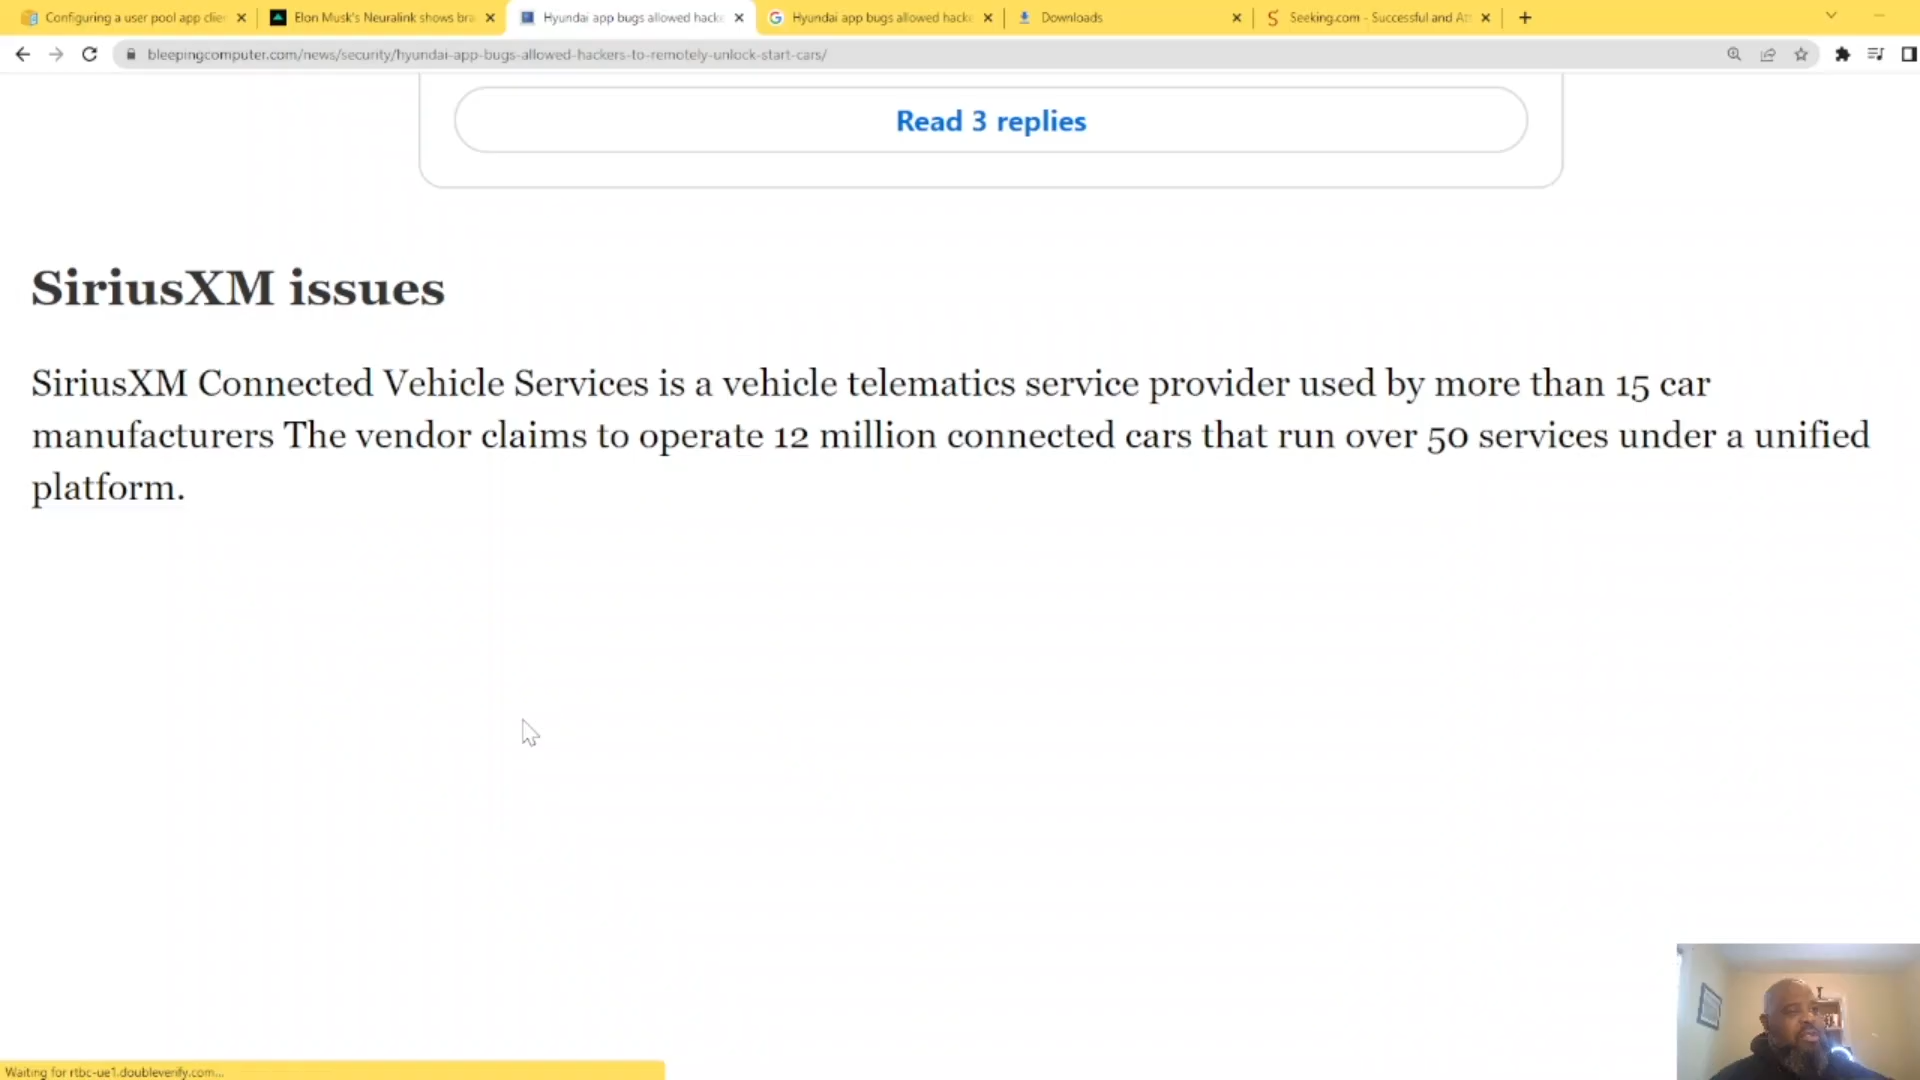 Configuring a user pool app clie
Elon Musk's Neuralink shows bra
Hyundai app bugs allowed hack
Hyundai app bugs allowed hack
Downloads
Seeking.com - Successful and Att
bleepingcomputer.com/news/security/hyundai-app-bugs-allowed-hackers-to-remotely-unlock-start-cars/
Read 3 replies
SiriusXM issues
SiriusXM Connected Vehicle Services is a vehicle telematics service provider used by more than 15 car
manufacturers The vendor claims to operate 12 million connected cars that run over 50 services under a unified
platform.
Waiting for rtbc-ue1.doubleverify.com...